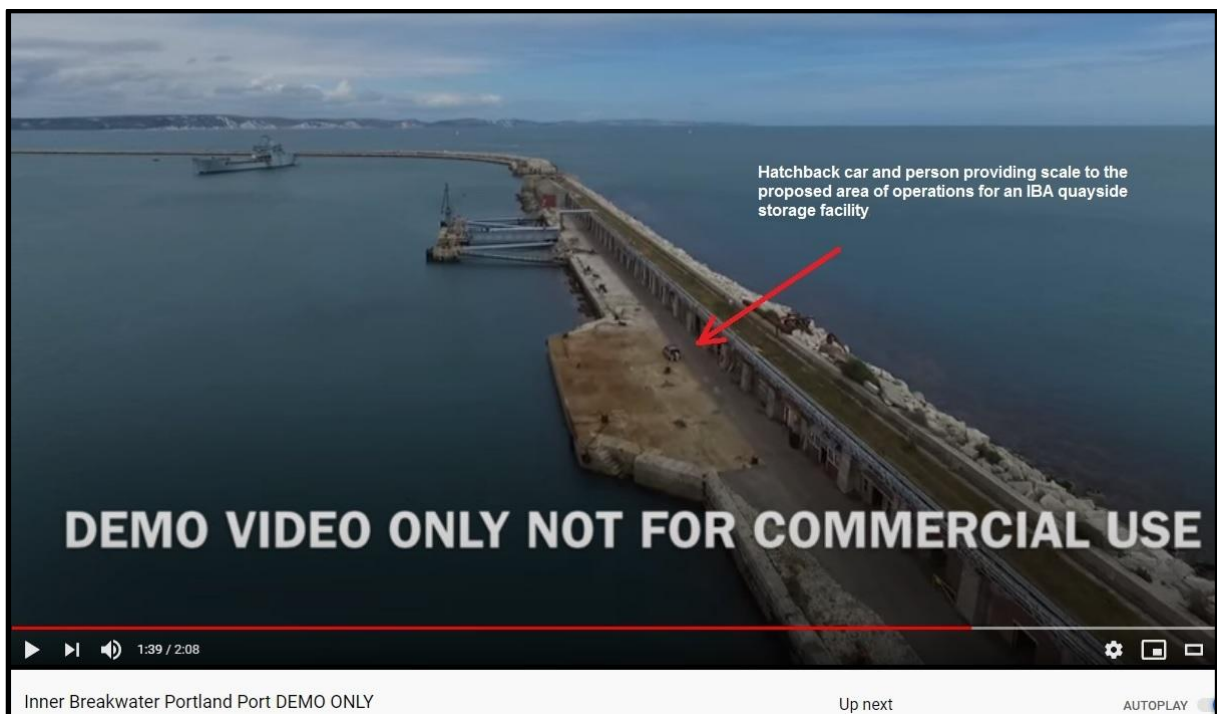 Hatchback car and person providing scale to the
proposed area of operations for an IBA quayside
storage facility
DEMO VIDEO ONLY NOT FOR COMMERCIAL USE
1:39 / 2:08
Inner Breakwater Portland Port DEMO ONLY
Up next
AUTOPLAY